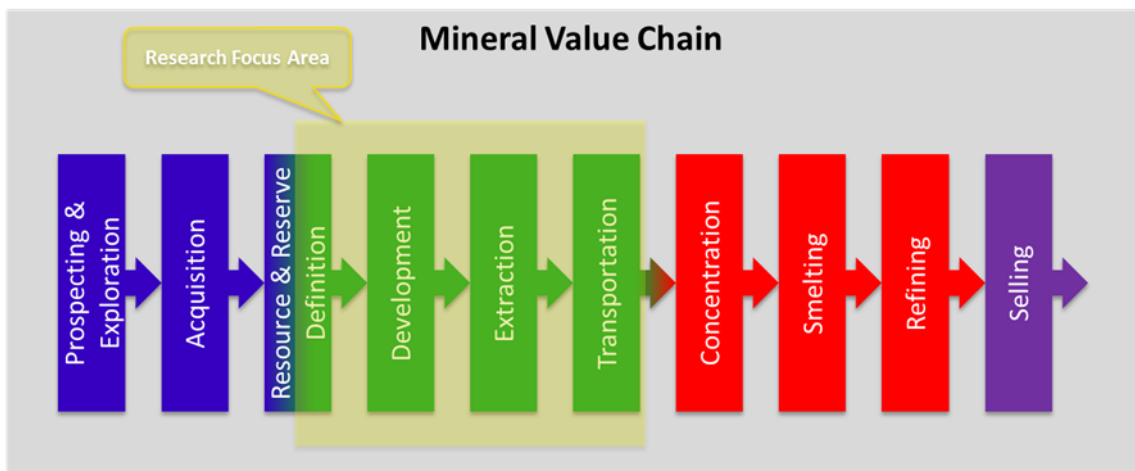 Mineral Value Chain
Research Focus Area
Prospecting &
Exploration
Acquisition
Resource & Reserve
Definition
Development
Extraction
Transportation
Concentration
Smelting
Refining
Selling